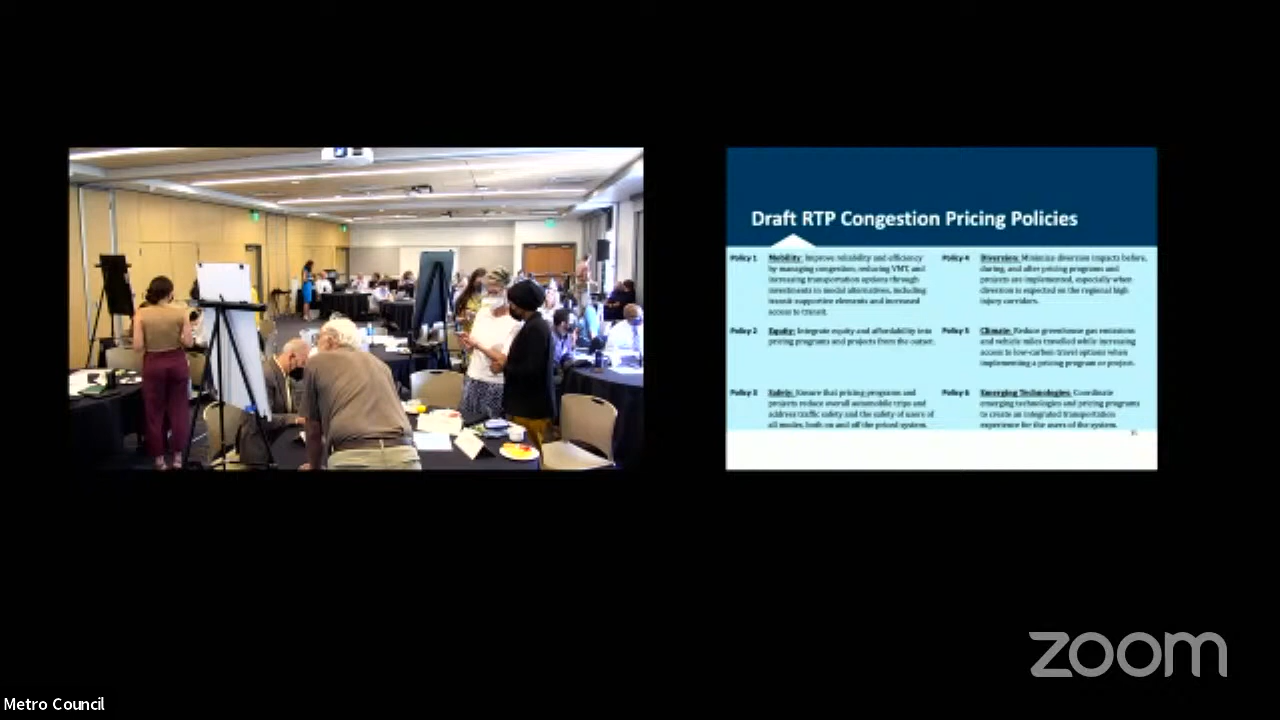 Draft RTP Congestion Pricing Policies
Policy 1
Mobility: Improve reliability and efficiency
by managing congestion, reducing VMT, and
increasing transportation options through
investments in modal alternatives, including
transit-supportive elements and increased
access to transit.
Policy 2
Equity: Integrate equity and affordability into
pricing programs and projects from the outset.
Policy 3
Safety: Ensure that pricing programs and
projects reduce overall automobile trips and
address traffic safety and the safety of users of
all modes, both on and off the priced system.
Policy 4
Diversion: Minimize diversion impacts before,
during, and after pricing programs and
projects are implemented, especially when
diversion is expected on the regional high
injury corridors.
Policy 5
Climate: Reduce greenhouse gas emissions
and vehicle miles travelled while increasing
access to low-carbon travel options when
implementing a pricing program or project.
Policy 6
Emerging Technologies: Coordinate
emerging technologies and pricing programs
to create an integrated transportation
experience for the users of the system.
zoom
Metro Council